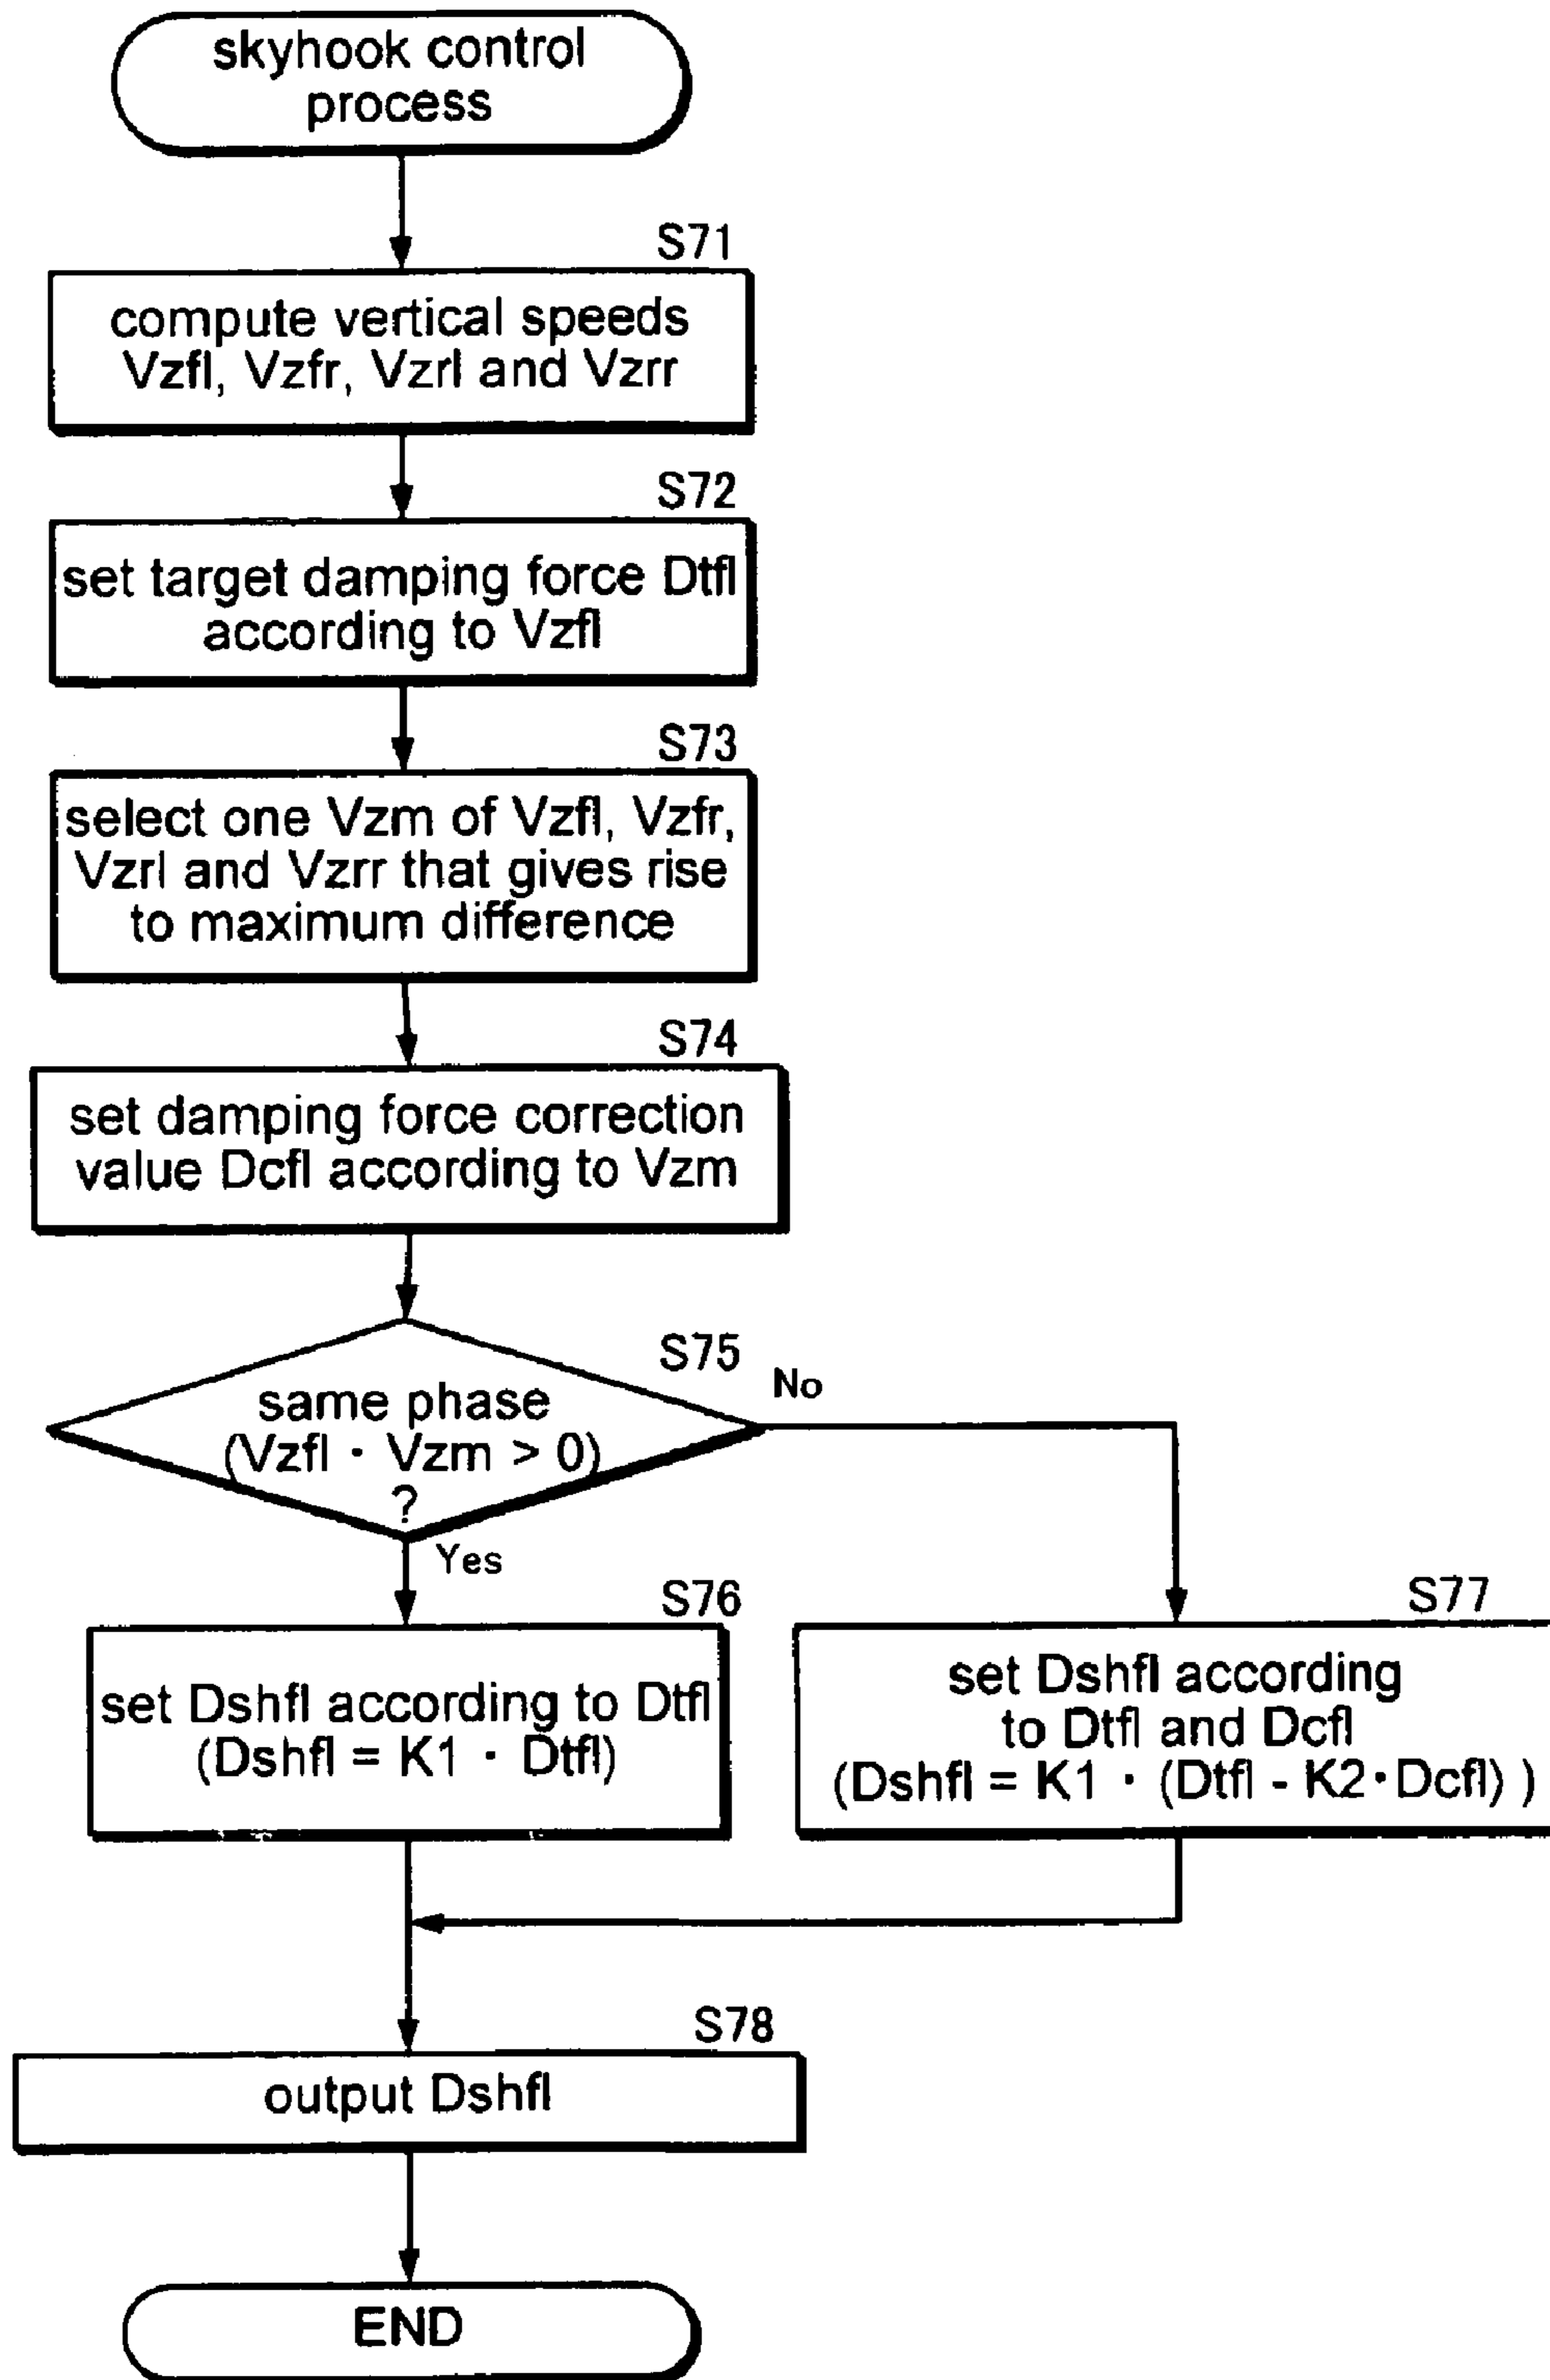 skyhook control
process
S71
compute vertical speeds
Vzfl, Vzfr, Vzrl and Vzrr
S72
set target damping force Dtfl
according to Vzfl
S73
select one Vzm of Vzfl, Vzfr,
Vzrl and Vzrr that gives rise
to maximum difference
S74
set damping force correction
value Dcfl according to Vzm
S75
same phase
(Vzfl · Vzm > 0)
?
No
Yes
S76
set Dshfl according to Dtfl
(Dshfl = K1 · Dtfl)
S77
set Dshfl according
to Dtfl and Dcfl
(Dshfl = K1 · (Dtfl - K2·Dcfl) )
S78
output Dshfl
END